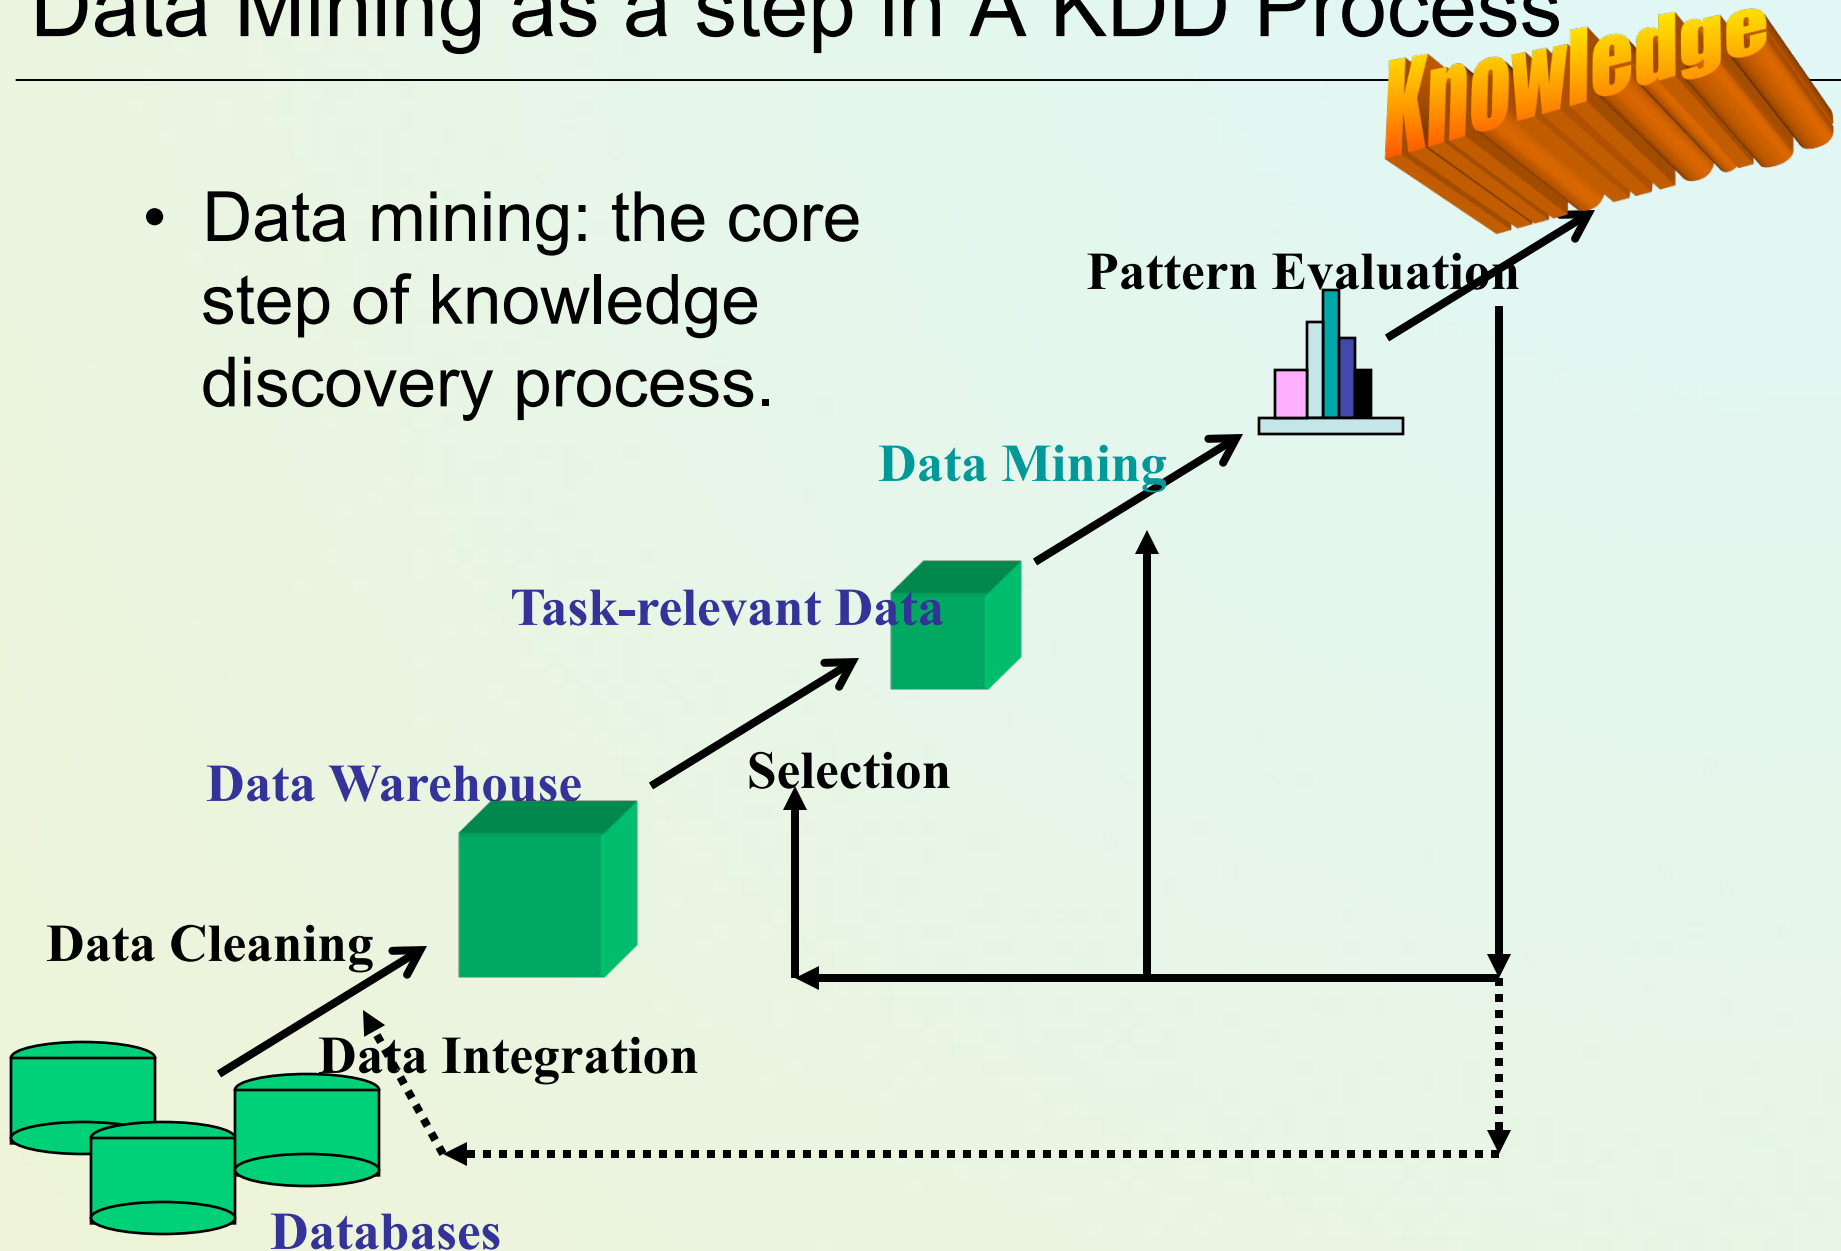 Data Mining as a step in A KDD Process
Knowledge
• Data mining: the core
step of knowledge
discovery process.
Pattern Evaluation
Data Mining
Task-relevant Data
Selection
Data Warehouse
Data Cleaning
Data Integration
Databases